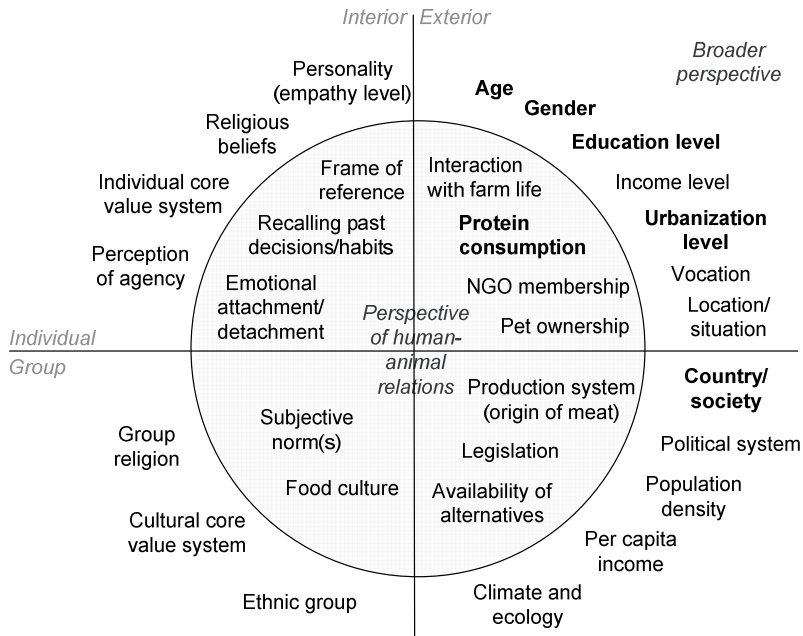 Interior
Exterior
Broader
perspective
Personality
(empathy level)
Age
Gender
Religious
beliefs
Education level
Frame of
reference
Interaction
with farm life
Individual core
value system
Income level
Recalling past
decisions/habits
Protein
consumption
Urbanization
level
Perception
of agency
Emotional
attachment/
detachment
NGO membership
Vocation
Pet ownership
Location/
situation
Perspective
of human-
animal
relations
Individual
Group
Production system
(origin of meat)
Country/
society
Subjective
norm(s)
Group
religion
Legislation
Political system
Food culture
Availability of
alternatives
Population
density
Cultural core
value system
Per capita
income
Ethnic group
Climate and
ecology